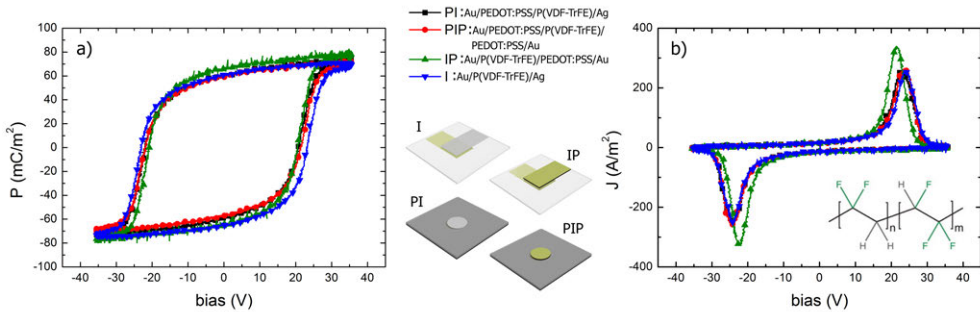 a)
P (mC/m²)
100
80
60
40
20
0
-20
-40
-60
-80
-100
-40 -30 -20 -10 0 10 20 30 40
bias (V)
PI :Au/PEDOT:PSS/P(VDF-TrFE)/Ag
PIP:Au/PEDOT:PSS/P(VDF-TrFE)/
PEDOT:PSS/Au
IP :Au/P(VDF-TrFE)/PEDOT:PSS/Au
I :Au/P(VDF-TrFE)/Ag
I
IP
PI
PIP
b)
J (A/m²)
400
200
0
-200
-400
F F H H
n m
H H F F
-40 -30 -20 -10 0 10 20 30 40
bias (V)